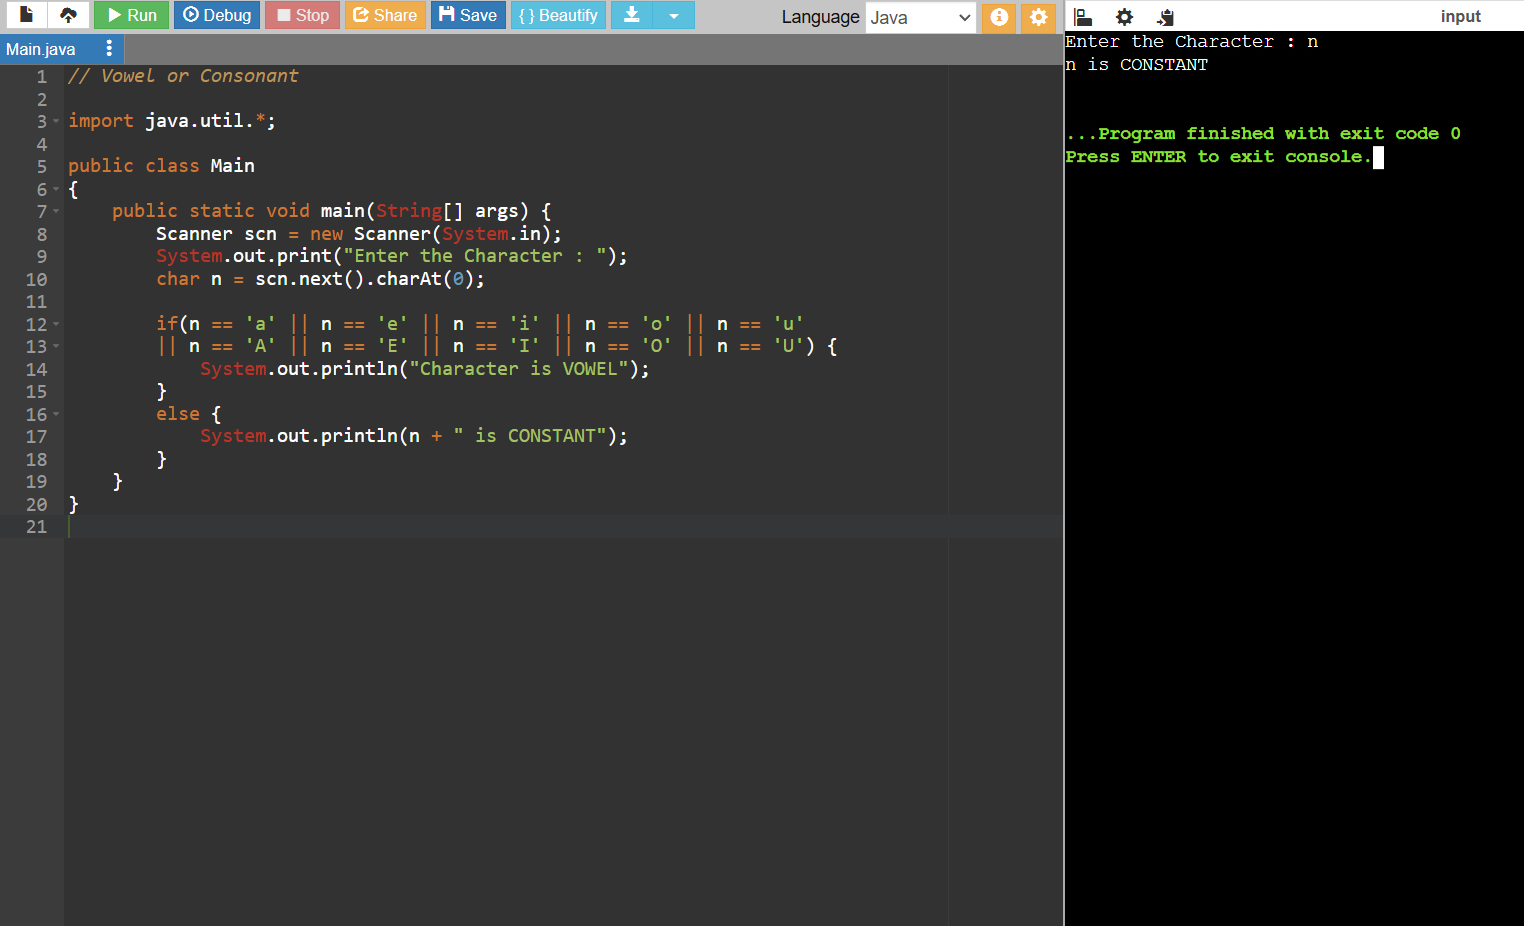 Run Debug Stop Share Save { } Beautify Language Java input
Main.java
1 // Vowel or Consonant
2
3 import java.util.*;
4
5 public class Main
6 {
7     public static void main(String[] args) {
8         Scanner scn = new Scanner(System.in);
9         System.out.print("Enter the Character : ");
10         char n = scn.next().charAt(0);
11
12         if(n == 'a' || n == 'e' || n == 'i' || n == 'o' || n == 'u'
13         || n == 'A' || n == 'E' || n == 'I' || n == 'O' || n == 'U') {
14             System.out.println("Character is VOWEL");
15         }
16         else {
17             System.out.println(n + " is CONSTANT");
18         }
19     }
20 }
21
Enter the Character : n
n is CONSTANT
...Program finished with exit code 0
Press ENTER to exit console.